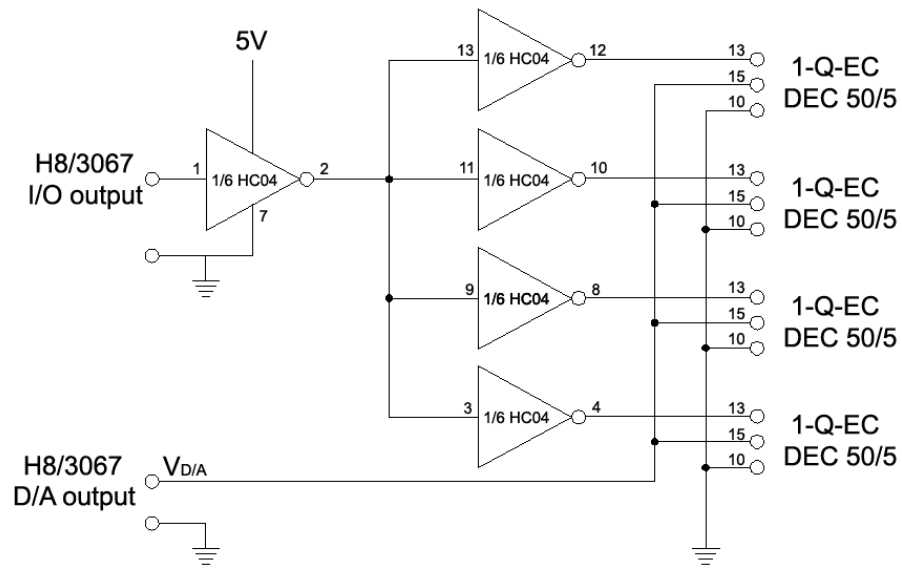 5V
H8/3067
I/O output
1
1/6 HC04
2
7
13
1/6 HC04
12
11
1/6 HC04
10
9
1/6 HC04
8
3
1/6 HC04
4
13
15
10
1-Q-EC
DEC 50/5
13
15
10
1-Q-EC
DEC 50/5
13
15
10
1-Q-EC
DEC 50/5
13
15
10
1-Q-EC
DEC 50/5
H8/3067
D/A output
VD/A